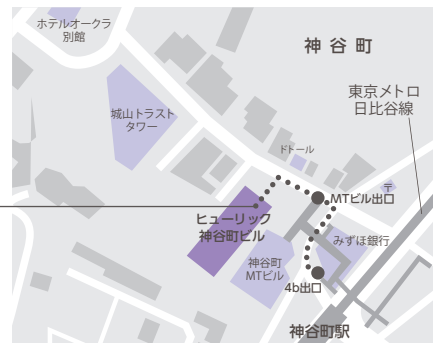 ホテルオークラ
別館
神谷町
東京メトロ
日比谷線
城山トラスト
タワー
ドトール
〒
MTビル出口
ヒューリック
神谷町ビル
みずほ銀行
神谷町
MTビル
4b出口
神谷町駅